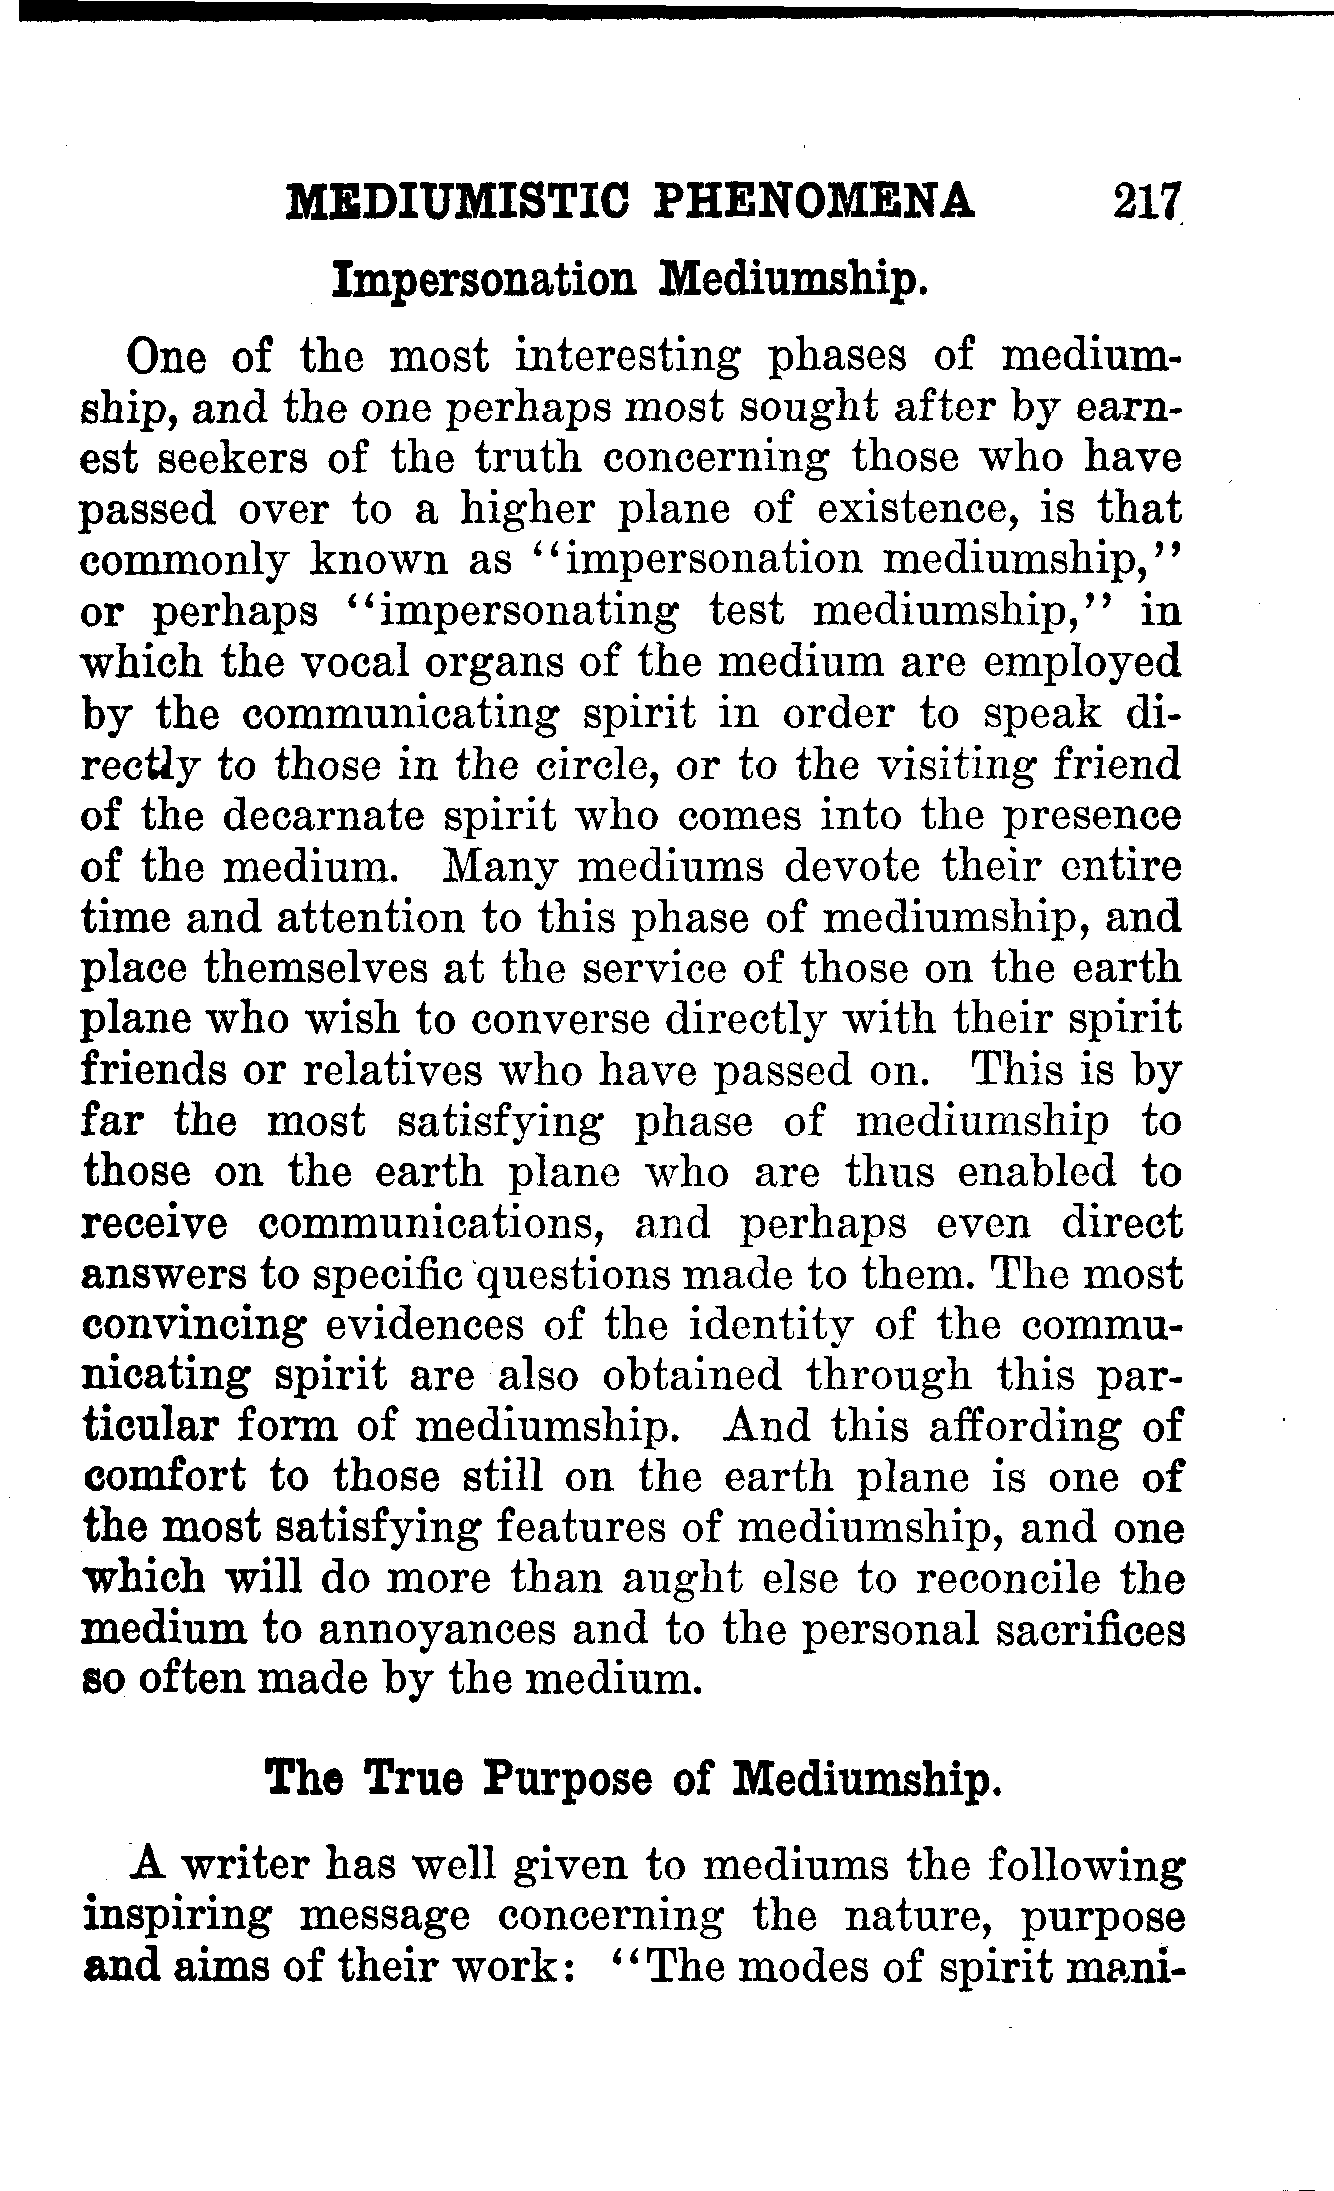 MEDIUMISTIC PHENOMENA 217
Impersonation Mediumship.
One of the most interesting phases of medium-
ship, and the one perhaps most sought after by earn-
est seekers of the truth concerning those who have
passed over to a higher plane of existence, is that
commonly known as "impersonation mediumship,"
or perhaps "impersonating test mediumship," in
which the vocal organs of the medium are employed
by the communicating spirit in order to speak di-
rectly to those in the circle, or to the visiting friend
of the decarnate spirit who comes into the presence
of the medium. Many mediums devote their entire
time and attention to this phase of mediumship, and
place themselves at the service of those on the earth
plane who wish to converse directly with their spirit
friends or relatives who have passed on. This is by
far the most satisfying phase of mediumship to
those on the earth plane who are thus enabled to
receive communications, and perhaps even direct
answers to specific questions made to them. The most
convincing evidences of the identity of the commu-
nicating spirit are also obtained through this par-
ticular form of mediumship. And this affording of
comfort to those still on the earth plane is one of
the most satisfying features of mediumship, and one
which will do more than aught else to reconcile the
medium to annoyances and to the personal sacrifices
so often made by the medium.
The True Purpose of Mediumship.
A writer has well given to mediums the following
inspiring message concerning the nature, purpose
and aims of their work: "The modes of spirit mani-